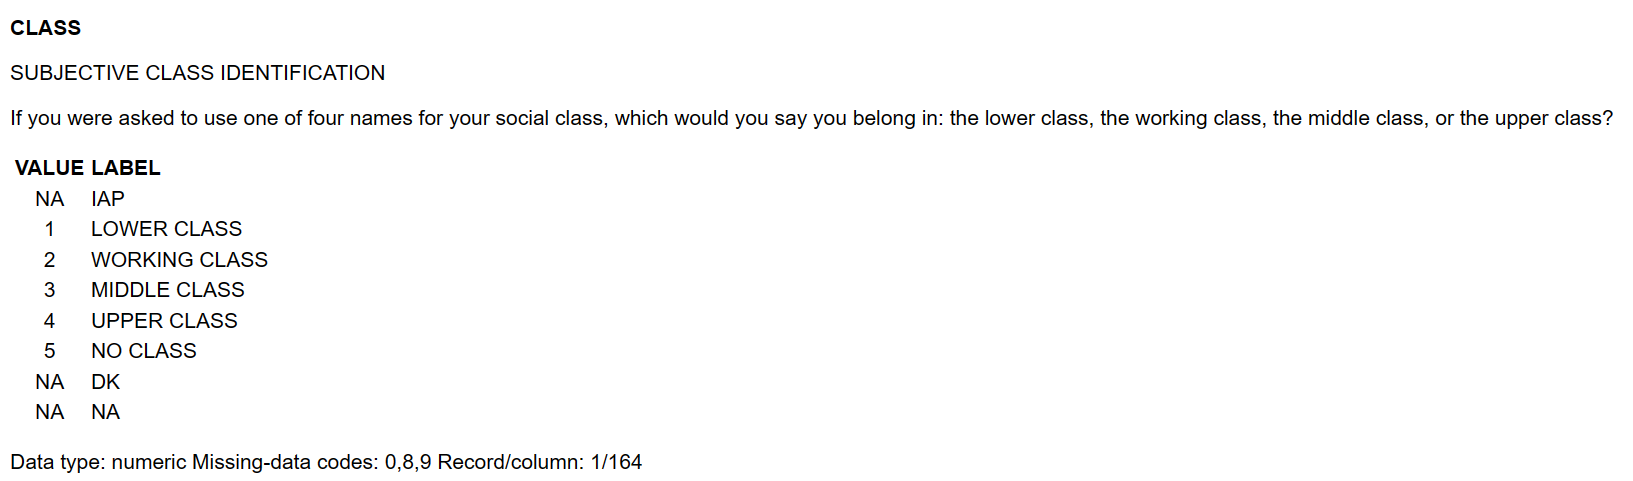 CLASS
SUBJECTIVE CLASS IDENTIFICATION
If you were asked to use one of four names for your social class, which would you say you belong in: the lower class, the working class, the middle class, or the upper class?
VALUE LABEL
NA IAP
1 LOWER CLASS
2 WORKING CLASS
3 MIDDLE CLASS
4 UPPER CLASS
5 NO CLASS
NA DK
NA NA
Data type: numeric Missing-data codes: 0,8,9 Record/column: 1/164